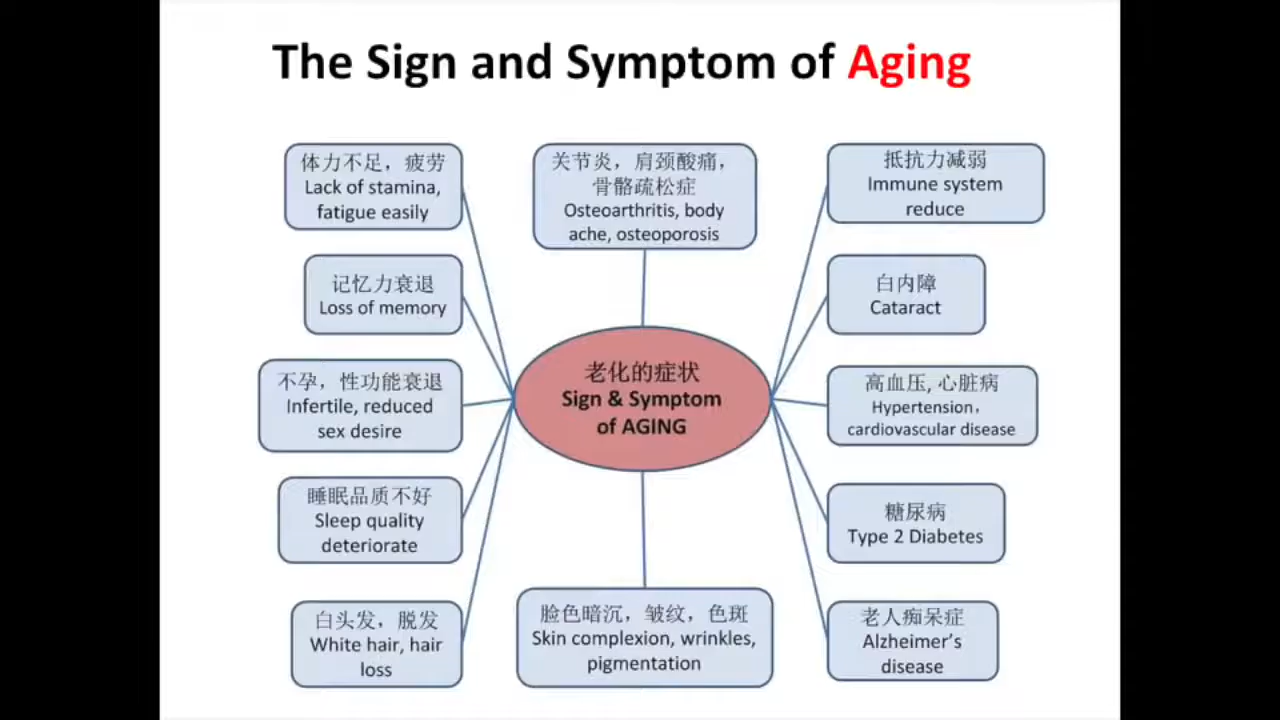 The Sign and Symptom of Aging
体力不足，疲劳
Lack of stamina,
fatigue easily
关节炎，肩颈酸痛，
骨骼疏松症
Osteoarthritis, body
ache, osteoporosis
抵抗力减弱
Immune system
reduce
记忆力衰退
Loss of memory
白内障
Cataract
不孕，性功能衰退
Infertile, reduced
sex desire
老化的症状
Sign & Symptom
of AGING
高血压, 心脏病
Hypertension，
cardiovascular disease
睡眠品质不好
Sleep quality
deteriorate
糖尿病
Type 2 Diabetes
白头发，脱发
White hair, hair
loss
脸色暗沉，皱纹，色斑
Skin complexion, wrinkles,
pigmentation
老人痴呆症
Alzheimer’s
disease